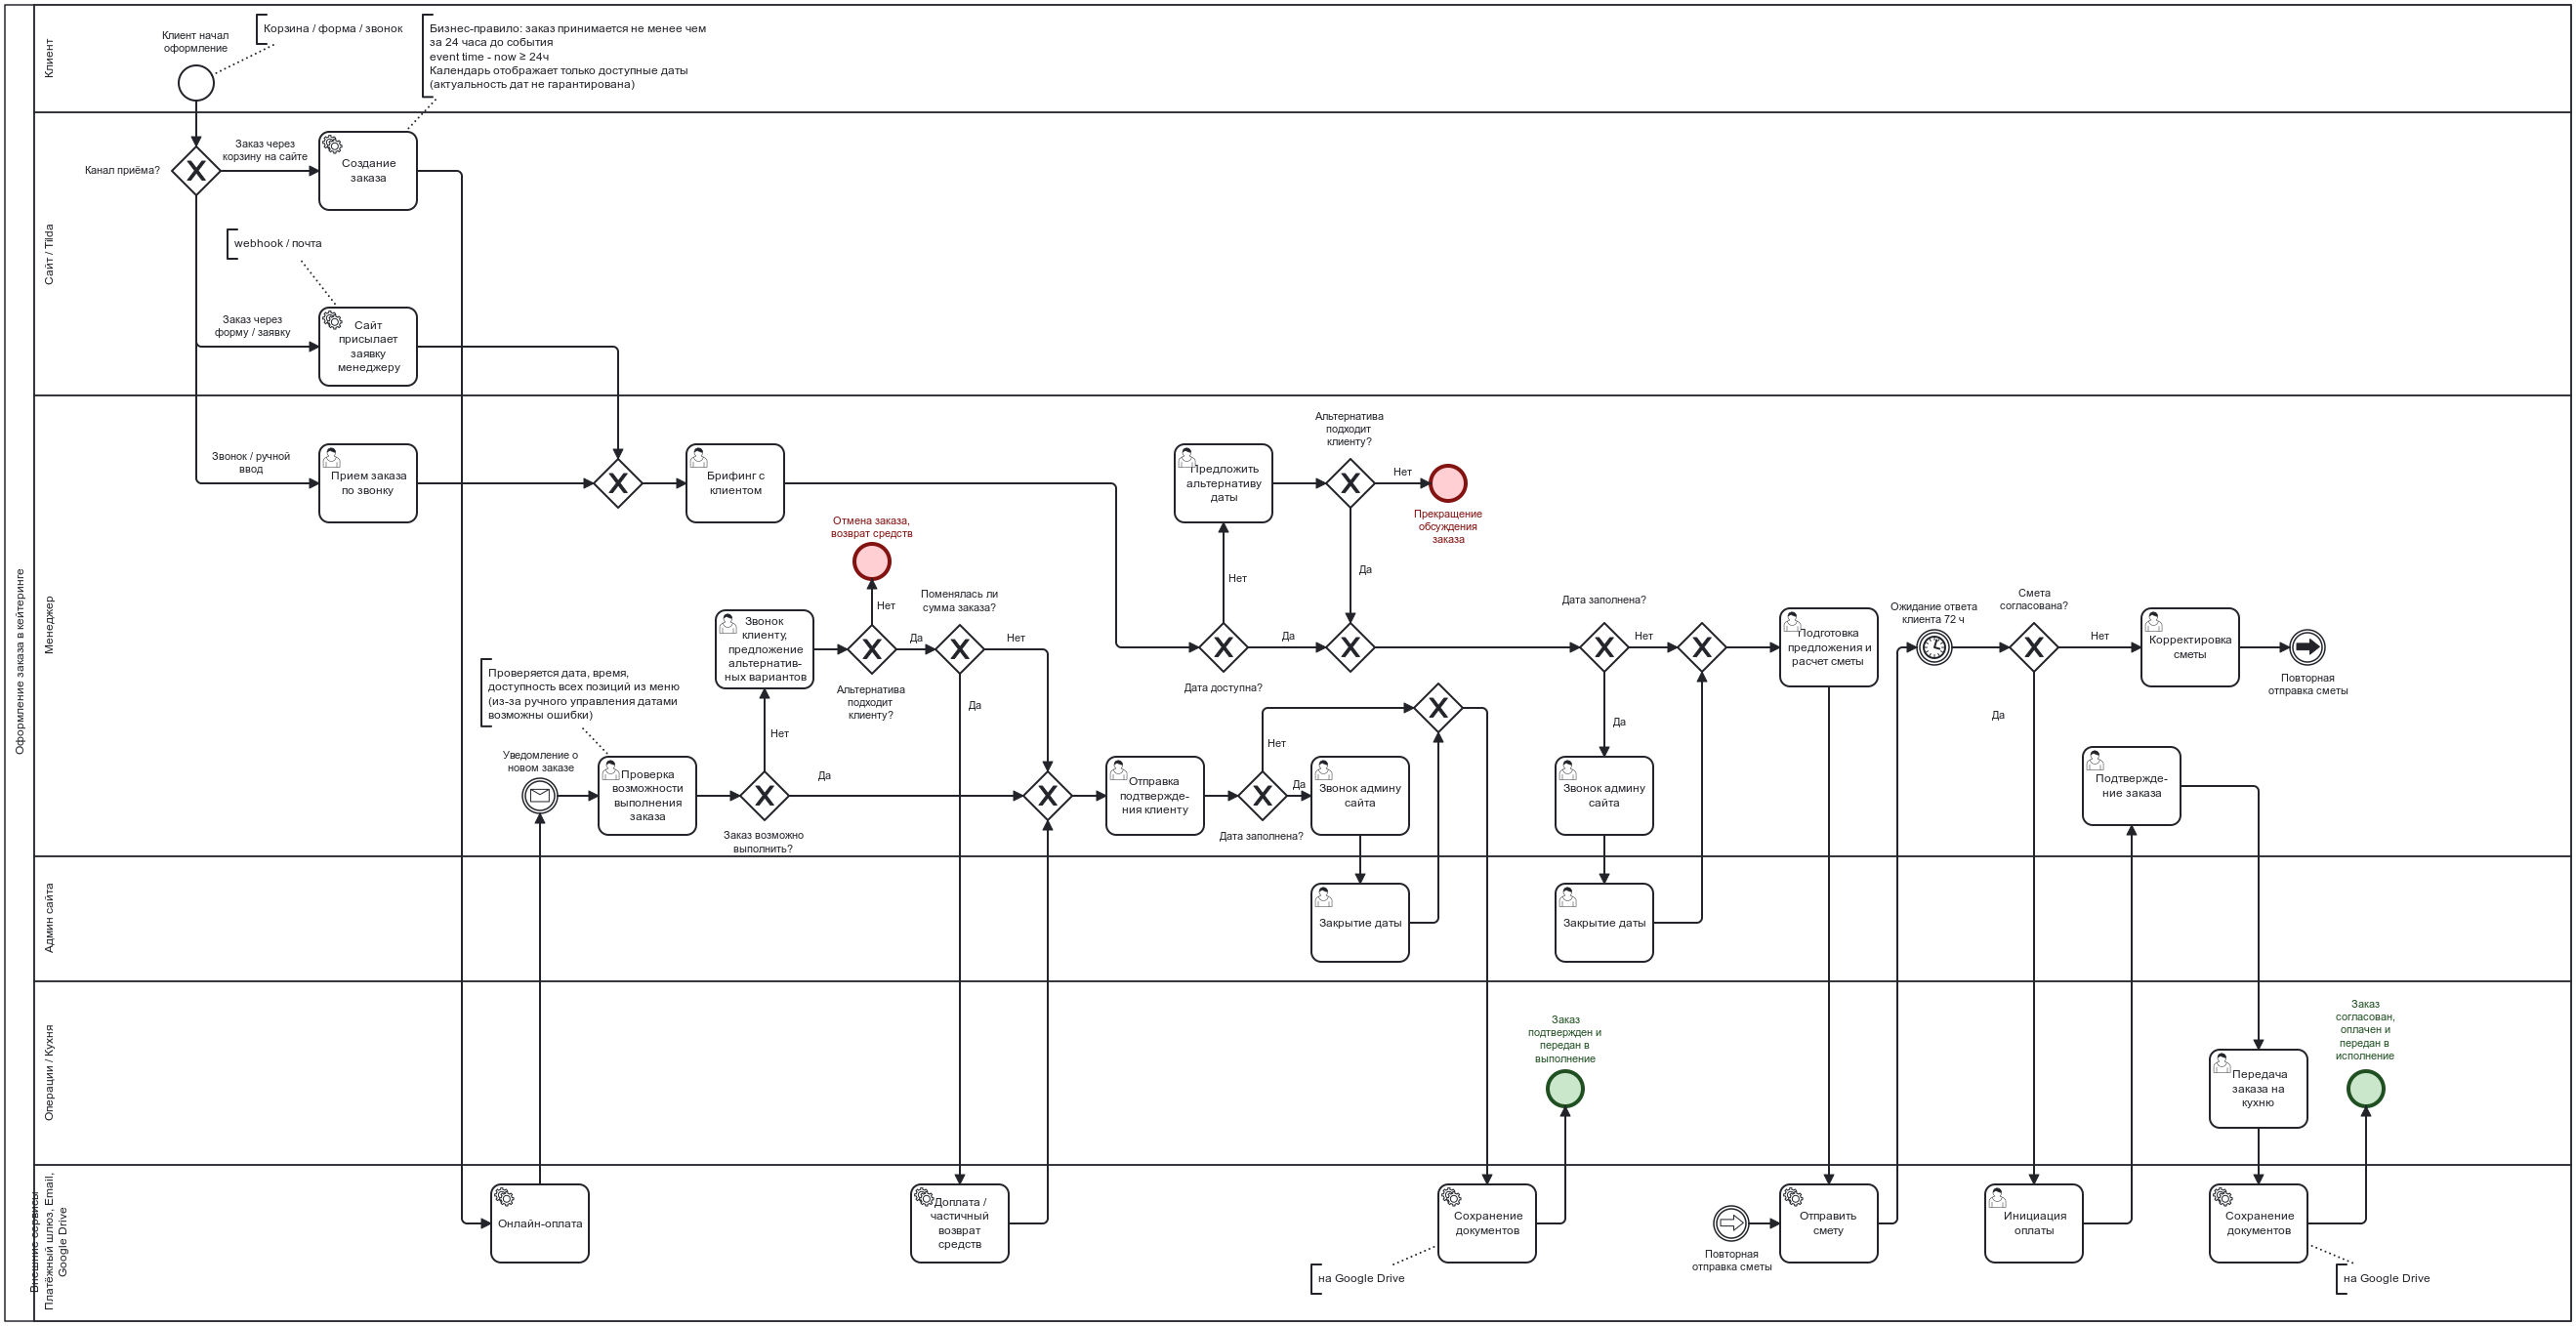 Оформление заказа в кейтеринге
Клиент
Клиент начал
оформление
Корзина / форма / звонок
Бизнес-правило: заказ принимается не менее чем
за 24 часа до события
event time - now ≥ 24ч
Календарь отображает только доступные даты
(актуальность дат не гарантирована)
Сайт / Tilda
Канал приёма?
Заказ через
корзину на сайте
Создание
заказа
webhook / почта
Заказ через
форму / заявку
Сайт
присылает
заявку
менеджеру
Менеджер
Звонок / ручной
ввод
Прием заказа
по звонку
Брифинг с
клиентом
Предложить
альтернативу
даты
Альтернатива
подходит
клиенту?
Нет
Прекращение
обсуждения
заказа
Да
Нет
Дата доступна?
Да
Отмена заказа,
возврат средств
Нет
Поменялась ли
сумма заказа?
Звонок
клиенту,
предложение
альтернатив-
ных вариантов
Да
Нет
Альтернатива
подходит
клиенту?
Да
Проверяется дата, время,
доступность всех позиций из меню
(из-за ручного управления датами
возможны ошибки)
Нет
Уведомление о
новом заказе
Проверка
возможности
выполнения
заказа
Да
Заказ возможно
выполнить?
Отправка
подтвержде-
ния клиенту
Нет
Да
Дата заполнена?
Звонок админу
сайта
Дата заполнена?
Нет
Да
Звонок админу
сайта
Подготовка
предложения и
расчет сметы
Ожидание ответа
клиента 72 ч
Смета
согласована?
Нет
Да
Корректировка
сметы
Повторная
отправка сметы
Подтвержде-
ние заказа
Админ сайта
Закрытие даты
Закрытие даты
Операции / Кухня
Заказ
подтвержден и
передан в
выполнение
Передача
заказа на
кухню
Заказ
согласован,
оплачен и
передан в
исполнение
Внешние сервисы
Платёжный шлюз, Email,
Google Drive
Онлайн-оплата
Доплата /
частичный
возврат
средств
Сохранение
документов
на Google Drive
Повторная
отправка сметы
Отправить
смету
Инициация
оплаты
Сохранение
документов
на Google Drive